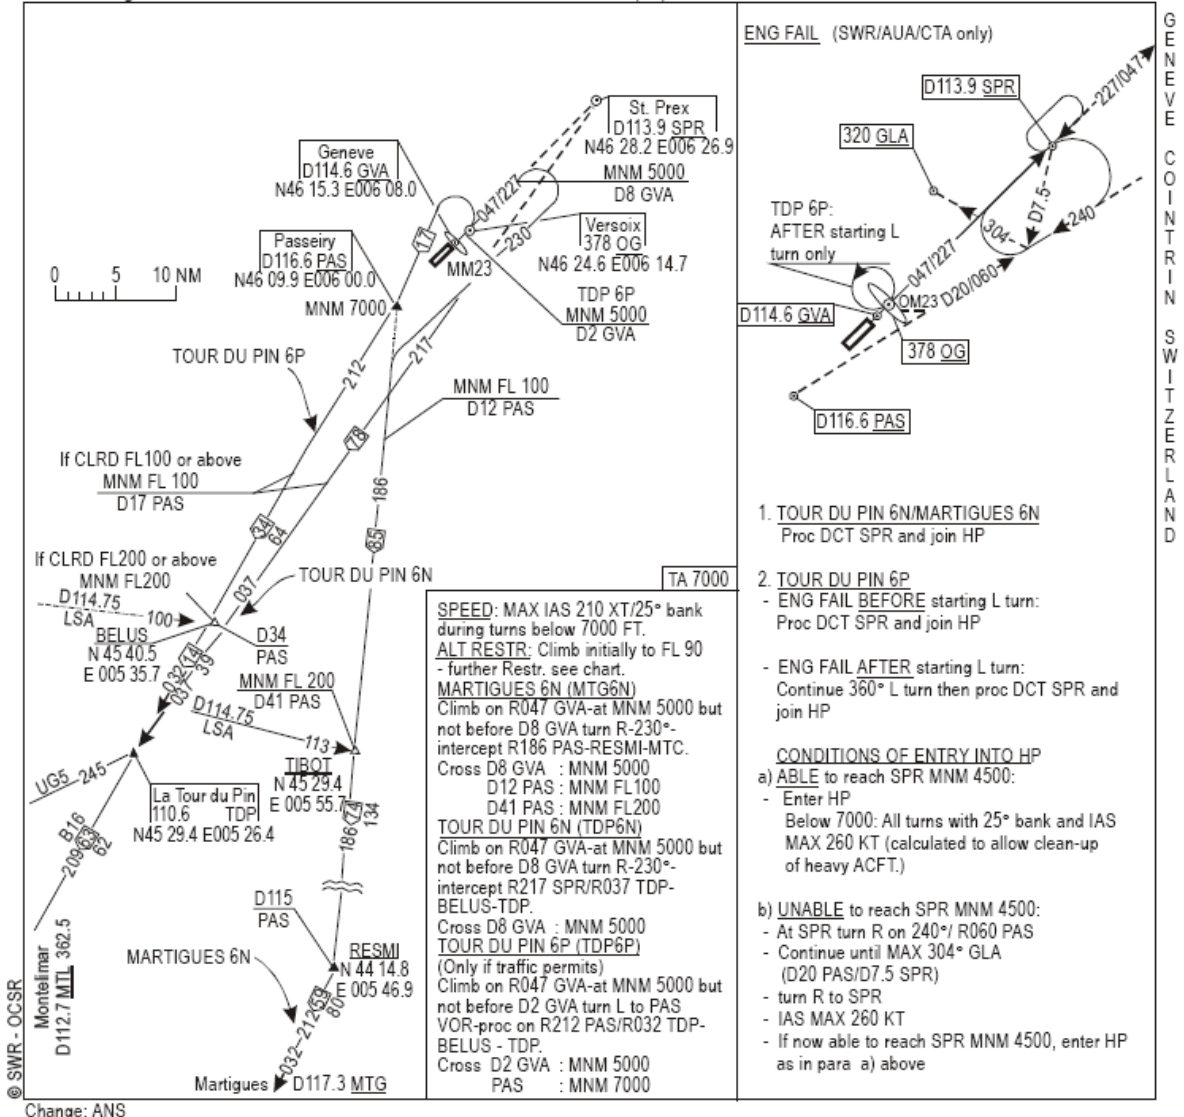 ENG FAIL (SWR/AUA/CTA only)
GENEVE COINTRIN SWITZERLAND
St. Prex
D113.9 SPR
N46 28.2 E006 26.9
Geneve
D114.6 GVA
N46 15.3 E006 08.0
MNM 5000
D8 GVA
047/227
230
17
Versoix
378 OG
N46 24.6 E006 14.7
Passeiry
D116.6 PAS
N46 09.9 E006 00.0
MNM 7000
MM23
TDP 6P
MNM 5000
D2 GVA
0 5 10 NM
TOUR DU PIN 6P
212
217
MNM FL 100
D12 PAS
78
If CLRD FL100 or above
MNM FL 100
D17 PAS
186
34
64
85
If CLRD FL200 or above
MNM FL200
D114.75
LSA
100
037
TOUR DU PIN 6N
BELUS
N 45 40.5
E 005 35.7
D34
PAS
032
14
39
037
MNM FL 200
D41 PAS
D114.75
LSA
113
TIBOT
N 45 29.4
E 005 55.7
UG5
245
La Tour du Pin
110.6 TDP
N45 29.4 E005 26.4
B16
209
63
62
186
74
134
D115
PAS
RESMI
N 44 14.8
E 005 46.9
MARTIGUES 6N
032
212
59
80
Montelimar
D112.7 MTL 362.5
Martigues D117.3 MTG
© SWR - OCSR
Change: ANS
TA 7000
SPEED: MAX IAS 210 XT/25° bank
during turns below 7000 FT.
ALT RESTR: Climb initially to FL 90
- further Restr. see chart.
MARTIGUES 6N (MTG6N)
Climb on R047 GVA-at MNM 5000 but
not before D8 GVA turn R-230°-
intercept R186 PAS-RESMI-MTC.
Cross D8 GVA : MNM 5000
D12 PAS : MNM FL100
D41 PAS : MNM FL200
TOUR DU PIN 6N (TDP6N)
Climb on R047 GVA-at MNM 5000 but
not before D8 GVA turn R-230°-
intercept R217 SPR/R037 TDP-
BELUS-TDP.
Cross D8 GVA : MNM 5000
TOUR DU PIN 6P (TDP6P)
(Only if traffic permits)
Climb on R047 GVA-at MNM 5000 but
not before D2 GVA turn L to PAS
VOR-proc on R212 PAS/R032 TDP-
BELUS - TDP.
Cross D2 GVA : MNM 5000
PAS : MNM 7000
D113.9 SPR
227/047
320 GLA
TDP 6P:
AFTER starting L
turn only
304
D7.5
240
047/227
D20/060
OM23
D114.6 GVA
378 OG
D116.6 PAS
1. TOUR DU PIN 6N/MARTIGUES 6N
Proc DCT SPR and join HP
2. TOUR DU PIN 6P
- ENG FAIL BEFORE starting L turn:
Proc DCT SPR and join HP
- ENG FAIL AFTER starting L turn:
Continue 360° L turn then proc DCT SPR and
join HP
CONDITIONS OF ENTRY INTO HP
a) ABLE to reach SPR MNM 4500:
- Enter HP
Below 7000: All turns with 25° bank and IAS
MAX 260 KT (calculated to allow clean-up
of heavy ACFT.)
b) UNABLE to reach SPR MNM 4500:
- At SPR turn R on 240°/ R060 PAS
- Continue until MAX 304° GLA
(D20 PAS/D7.5 SPR)
- turn R to SPR
- IAS MAX 260 KT
- If now able to reach SPR MNM 4500, enter HP
as in para a) above